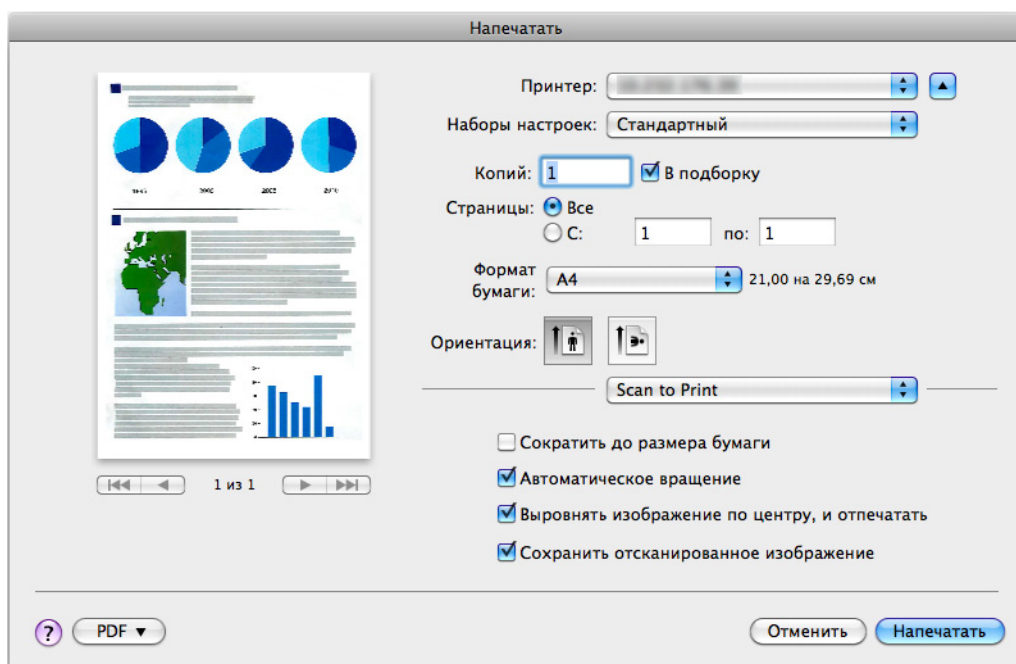 Напечатать
Принтер:
Наборы настроек: Стандартный
Копий: 1 В подборку
Страницы: Все
С: 1 по: 1
Формат бумаги: A4 21,00 на 29,69 см
Ориентация:
Scan to Print
Сократить до размера бумаги
Автоматическое вращение
Выровнять изображение по центру, и отпечатать
Сохранить отсканированное изображение
1 из 1
? PDF ▼ Отменить Напечатать